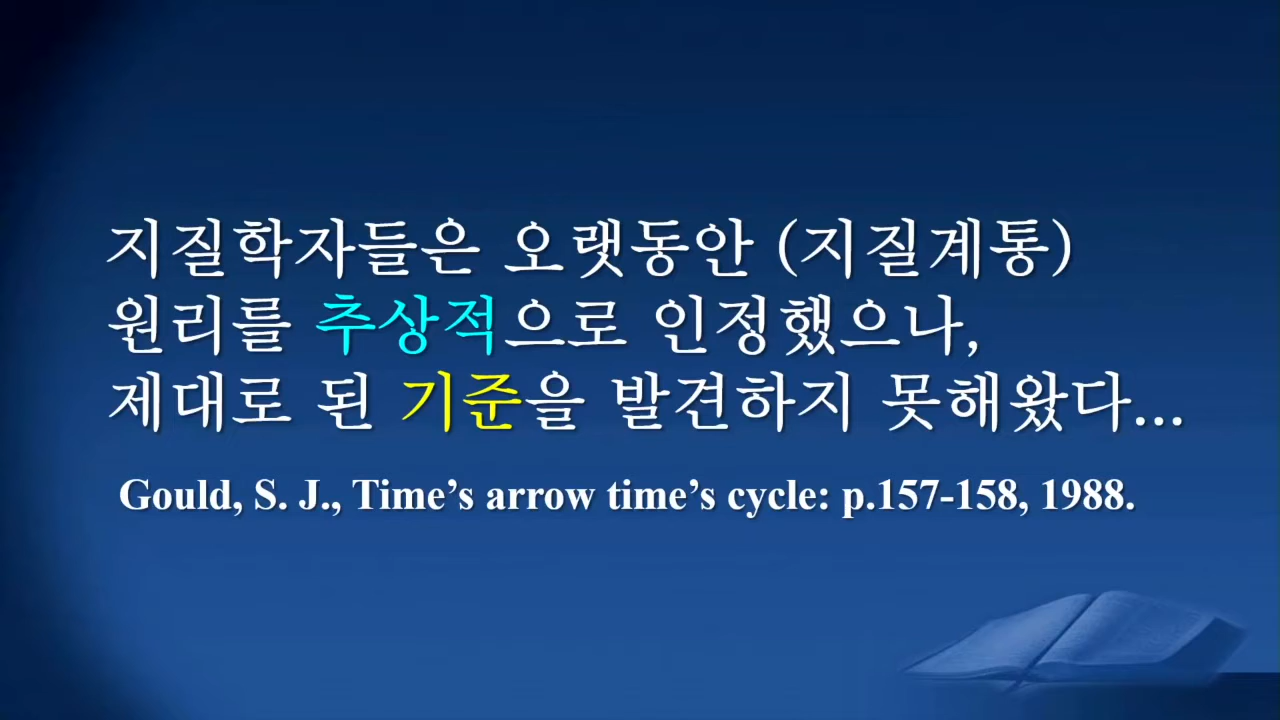 지질학자들은 오랫동안 (지질계통)
원리를 추상적으로 인정했으나,
제대로 된 기준을 발견하지 못해왔다...
Gould, S. J., Time’s arrow time’s cycle: p.157-158, 1988.